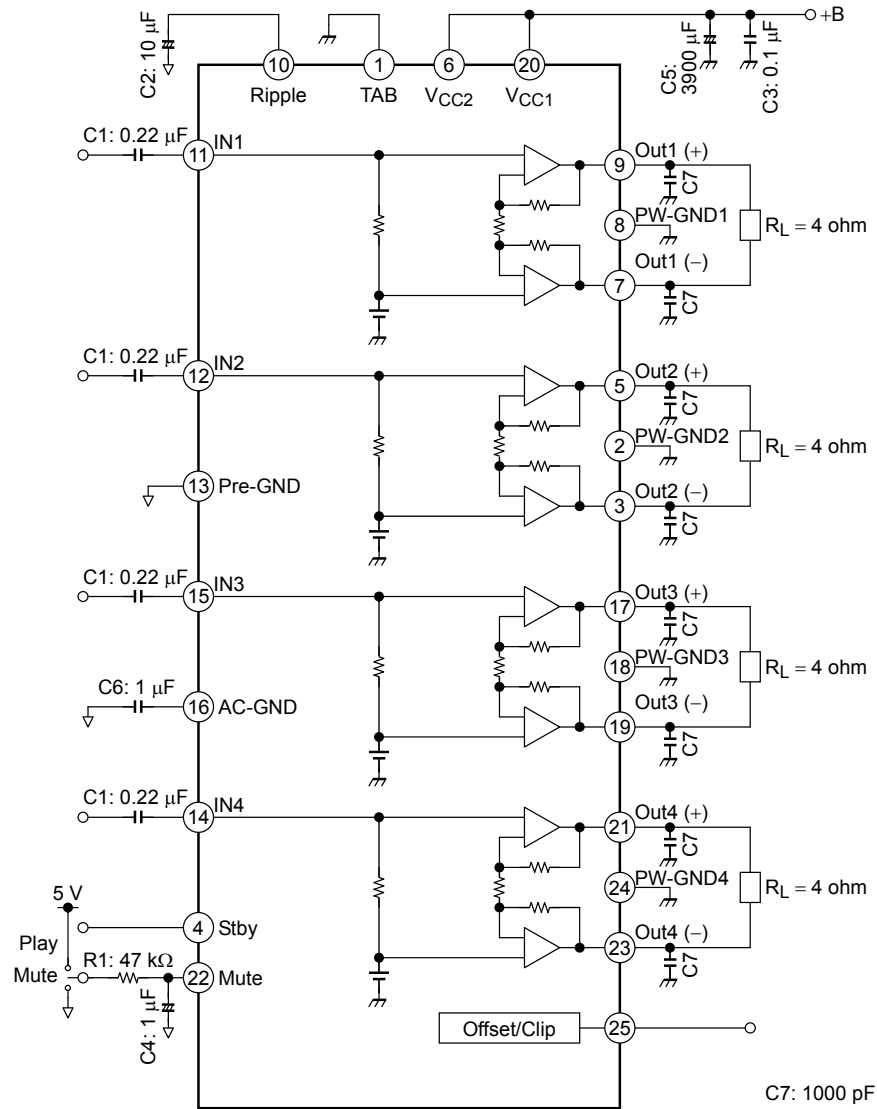 C2: 10 μF
C5: 3900 μF
C3: 0.1 μF
+B
10
1
6
20
Ripple
TAB
VCC2
VCC1
C1: 0.22 μF
11
IN1
9
Out1 (+)
C7
8
PW-GND1
RL = 4 ohm
7
Out1 (−)
C7
C1: 0.22 μF
12
IN2
5
Out2 (+)
C7
2
PW-GND2
RL = 4 ohm
13
Pre-GND
3
Out2 (−)
C7
C1: 0.22 μF
15
IN3
17
Out3 (+)
C7
18
PW-GND3
RL = 4 ohm
C6: 1 μF
16
AC-GND
19
Out3 (−)
C7
C1: 0.22 μF
14
IN4
21
Out4 (+)
C7
24
PW-GND4
RL = 4 ohm
5 V
4
Stby
23
Out4 (−)
C7
Play
Mute
R1: 47 kΩ
22
Mute
C4: 1 μF
Offset/Clip
25
C7: 1000 pF